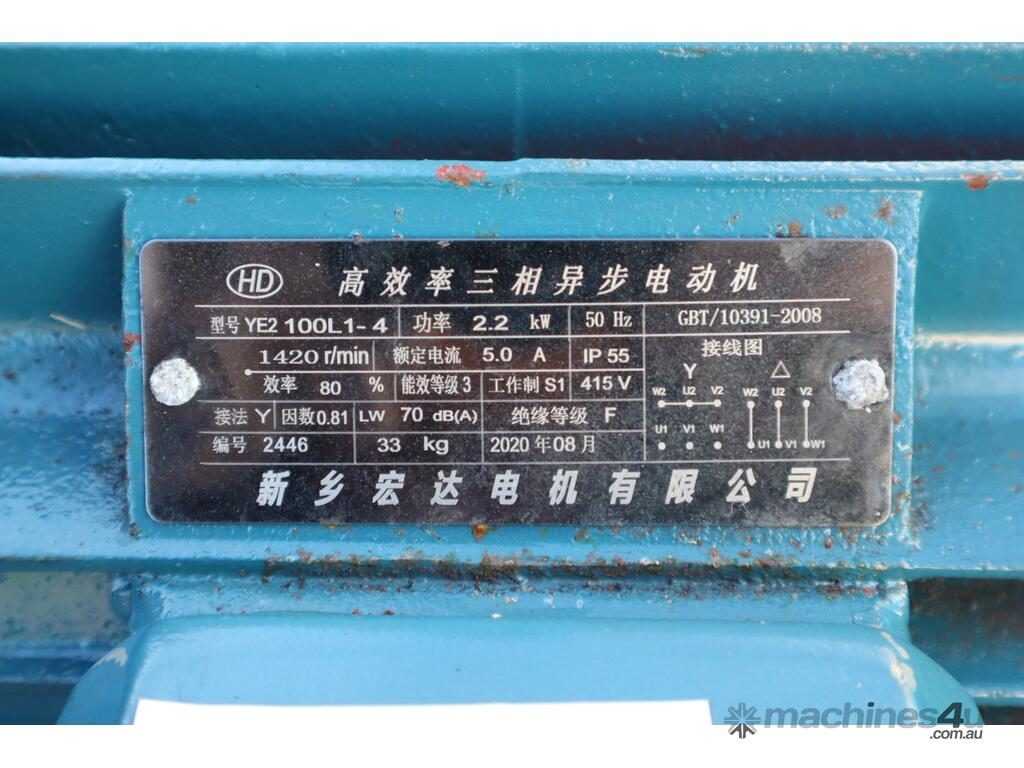 HD 高效率三相异步电动机
型号 YE2 100L1-4 功率 2.2 kW 50 Hz GBT/10391-2008
1420 r/min 额定电流 5.0 A IP 55 接线图
效率 80 % 能效等级 3 工作制 S1 415 V Y △
W2 U2 V2 W2 U2 V2
接法 Y 因数 0.81 LW 70 dB(A) 绝缘等级 F
U1 V1 W1 U1 V1 W1
编号 2446 33 kg 2020 年 08 月
新乡宏达电机有限公司
machines4u
.com.au